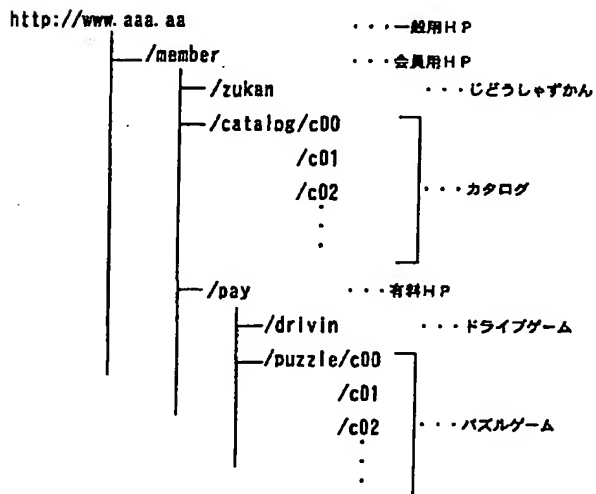 http://www.aaa.aa ・・・一般用HP
/member ・・・会員用HP
/zukan ・・・じどうしゃずかん
/catalog/c00
/c01
/c02 ・・・カタログ
/pay ・・・有料HP
/drivin ・・・ドライブゲーム
/puzzle/c00
/c01
/c02 ・・・パズルゲーム